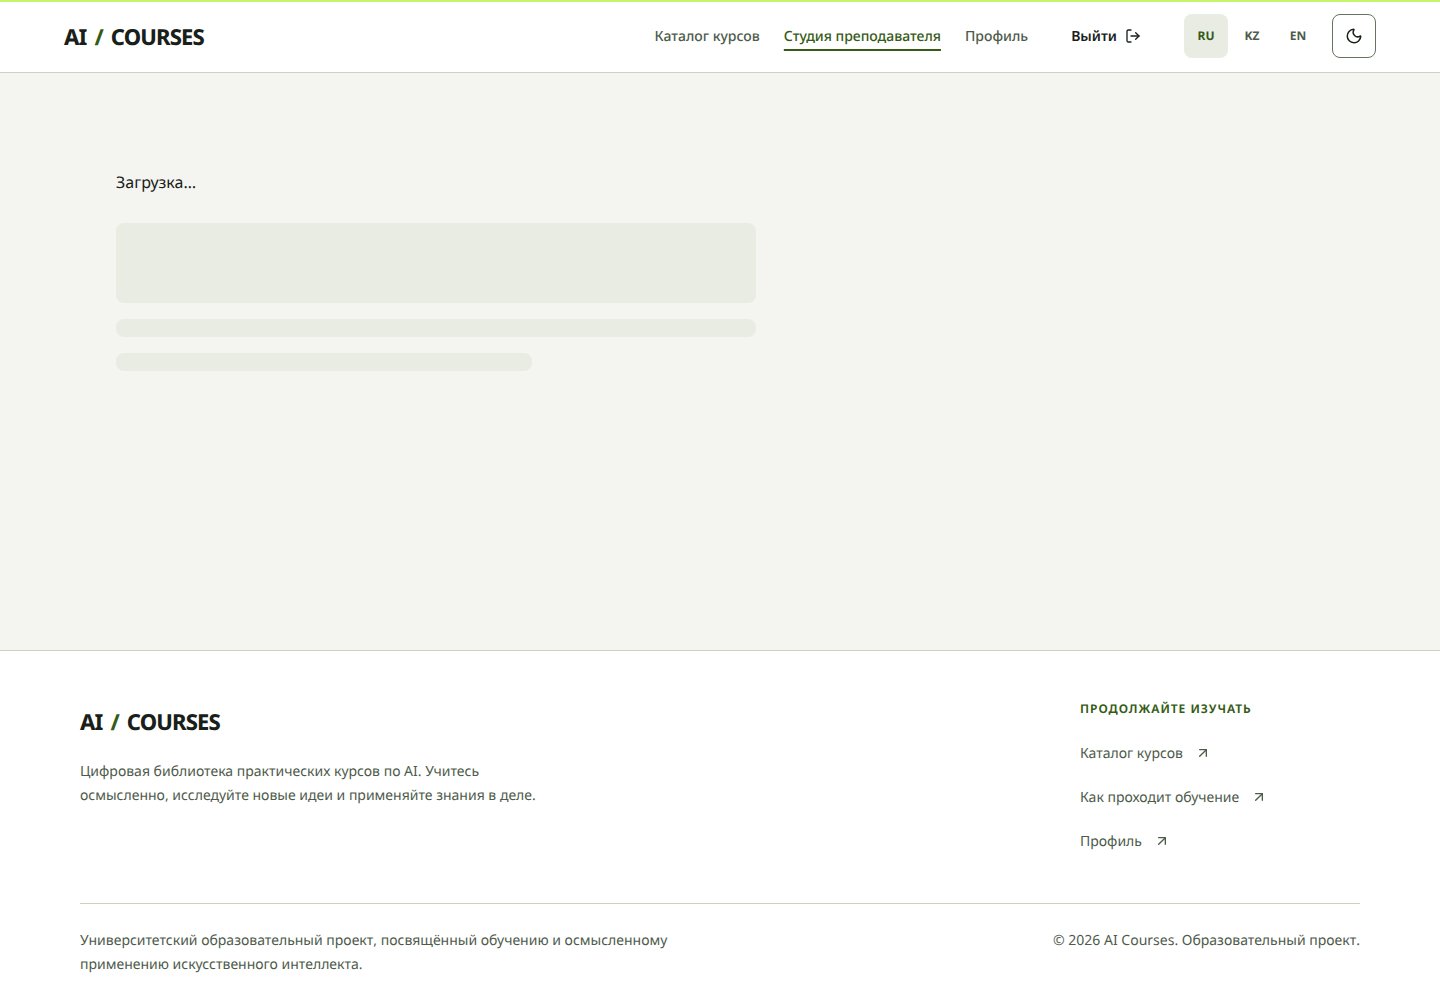 AI / COURSES
Каталог курсов
Студия преподавателя
Профиль
Выйти
RU
KZ
EN
Загрузка...
AI / COURSES
Цифровая библиотека практических курсов по AI. Учитесь
осмысленно, исследуйте новые идеи и применяйте знания в деле.
ПРОДОЛЖАЙТЕ ИЗУЧАТЬ
Каталог курсов
Как проходит обучение
Профиль
Университетский образовательный проект, посвящённый обучению и осмысленному
применению искусственного интеллекта.
© 2026 AI Courses. Образовательный проект.